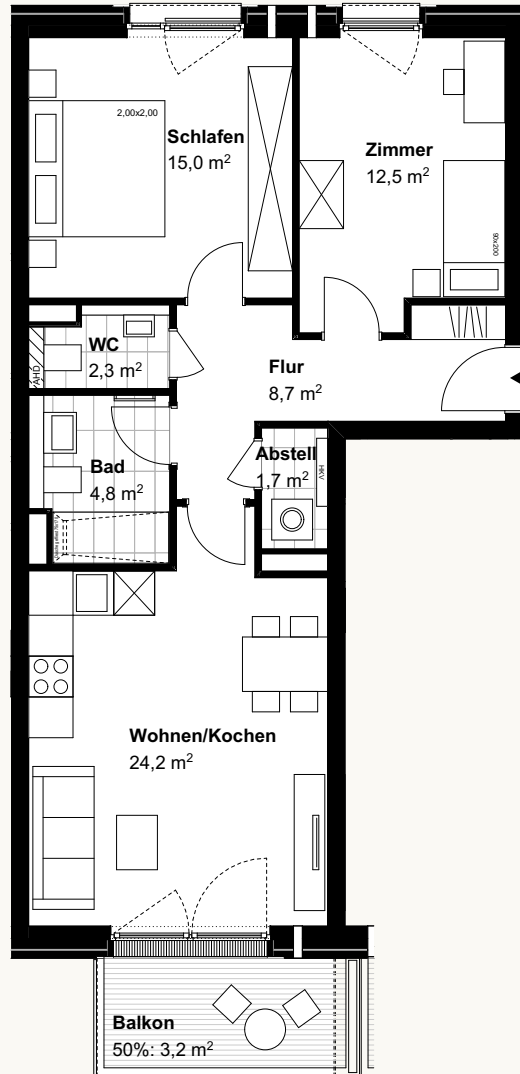 2,00x2,00
Schlafen
15,0 m²
Zimmer
12,5 m²
90x200
WC
2,3 m²
AHD
Flur
8,7 m²
Abstell
1,7 m²
HKV
Bad
4,8 m²
Wohnen/Kochen
24,2 m²
Balkon
50%: 3,2 m²